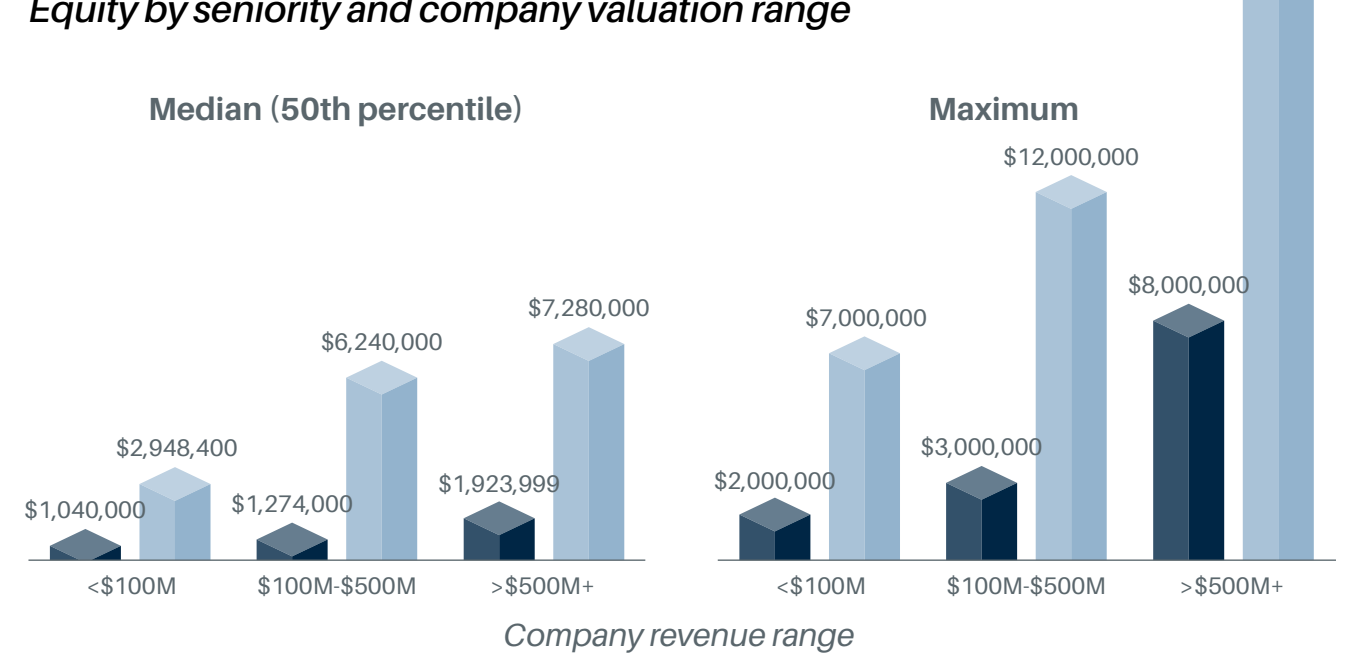 Equity by seniority and company valuation range
Median (50th percentile)
$1,040,000
$2,948,400
$1,274,000
$6,240,000
$1,923,999
$7,280,000
<$100M
$100M-$500M
>$500M+
Maximum
$2,000,000
$7,000,000
$3,000,000
$12,000,000
$8,000,000
<$100M
$100M-$500M
>$500M+
Company revenue range